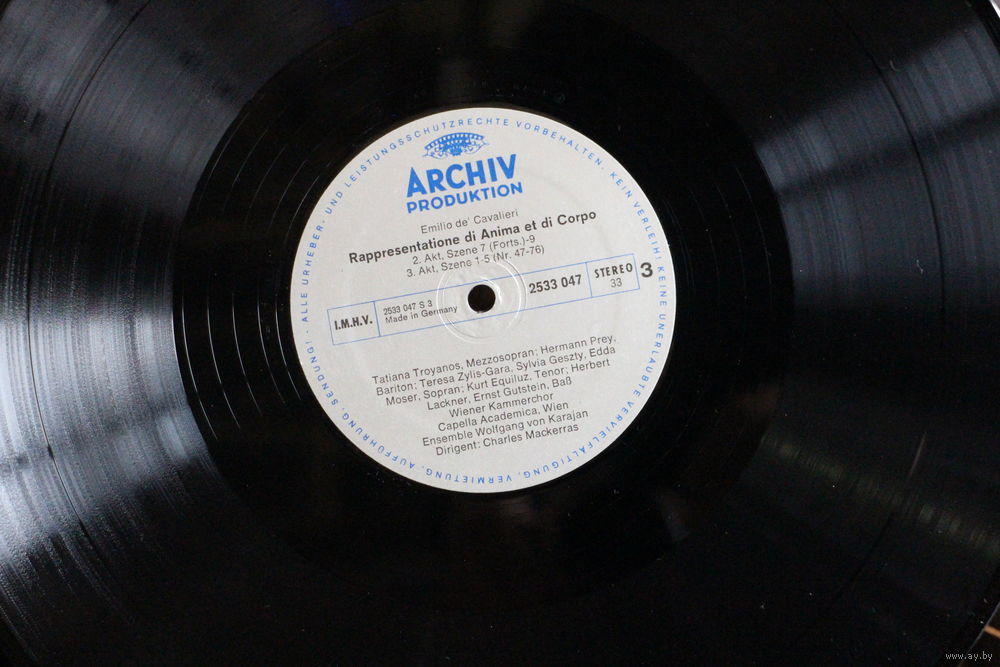 - ALLE URHEBER- UND LEISTUNGSSCHUTZRECHTE VORBEHALTEN. KEIN VERLEIH! KEINE UNERLAUBTE VERVIELFÄLTIGUNG, VERMIETUNG, AUFFÜHRUNG, SENDUNG!
ARCHIV
PRODUKTION
Emilio de' Cavalieri
Rappresentatione di Anima et di Corpo
2. Akt, Szene 7 (Forts.)-9
3. Akt, Szene 1-5 (Nr. 47-76)
I.M.H.V.
2533 047 S 3
Made in Germany
2533 047
STEREO
33
3
Tatiana Troyanos, Mezzosopran; Hermann Prey,
Bariton; Teresa Zylis-Gara, Sylvia Geszty, Edda
Moser, Sopran; Kurt Equiluz, Tenor; Herbert
Lackner, Ernst Gutstein, Baß
Wiener Kammerchor
Capella Academica, Wien
Ensemble Wolfgang von Karajan
Dirigent: Charles Mackerras
www.ay.by